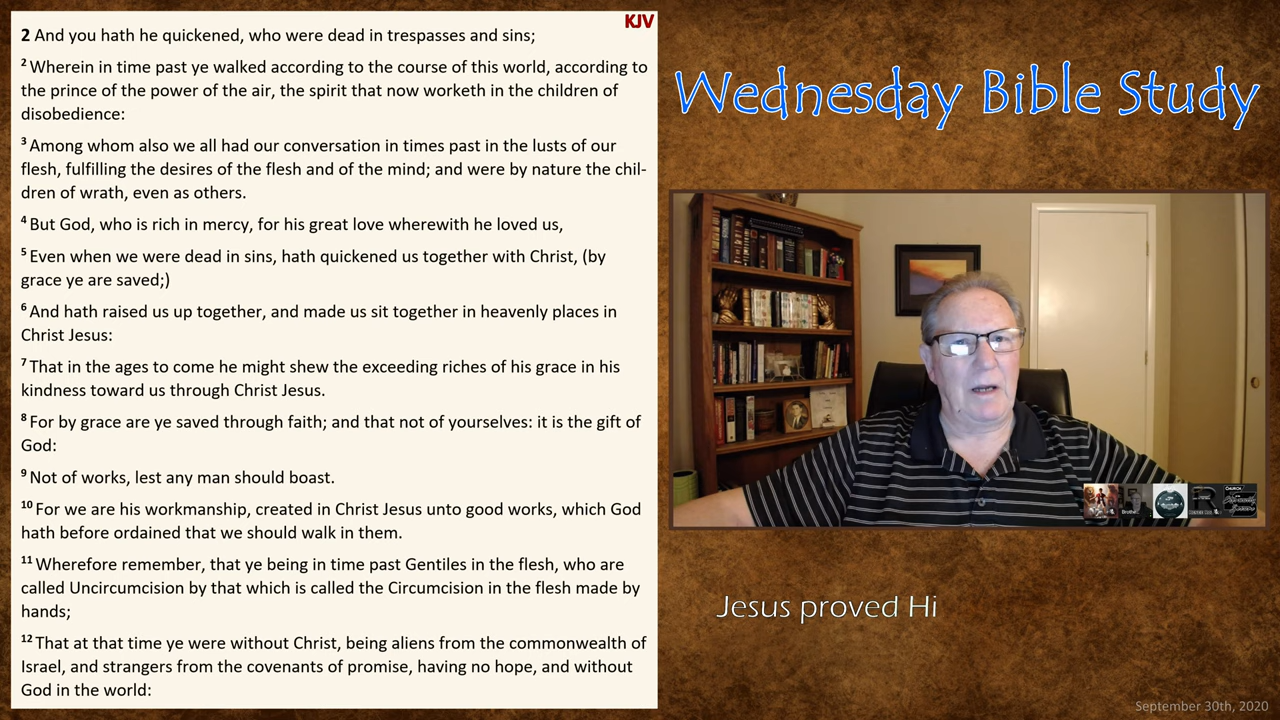 KJV
2 And you hath he quickened, who were dead in trespasses and sins;
2 Wherein in time past ye walked according to the course of this world, according to
the prince of the power of the air, the spirit that now worketh in the children of
disobedience:
3 Among whom also we all had our conversation in times past in the lusts of our
flesh, fulfilling the desires of the flesh and of the mind; and were by nature the chil-
dren of wrath, even as others.
4 But God, who is rich in mercy, for his great love wherewith he loved us,
5 Even when we were dead in sins, hath quickened us together with Christ, (by
grace ye are saved;)
6 And hath raised us up together, and made us sit together in heavenly places in
Christ Jesus:
7 That in the ages to come he might shew the exceeding riches of his grace in his
kindness toward us through Christ Jesus.
8 For by grace are ye saved through faith; and that not of yourselves: it is the gift of
God:
9 Not of works, lest any man should boast.
10 For we are his workmanship, created in Christ Jesus unto good works, which God
hath before ordained that we should walk in them.
11 Wherefore remember, that ye being in time past Gentiles in the flesh, who are
called Uncircumcision by that which is called the Circumcision in the flesh made by
hands;
12 That at that time ye were without Christ, being aliens from the commonwealth of
Israel, and strangers from the covenants of promise, having no hope, and without
God in the world:
Wednesday Bible Study
Jesus proved Hi
September 30th, 2020